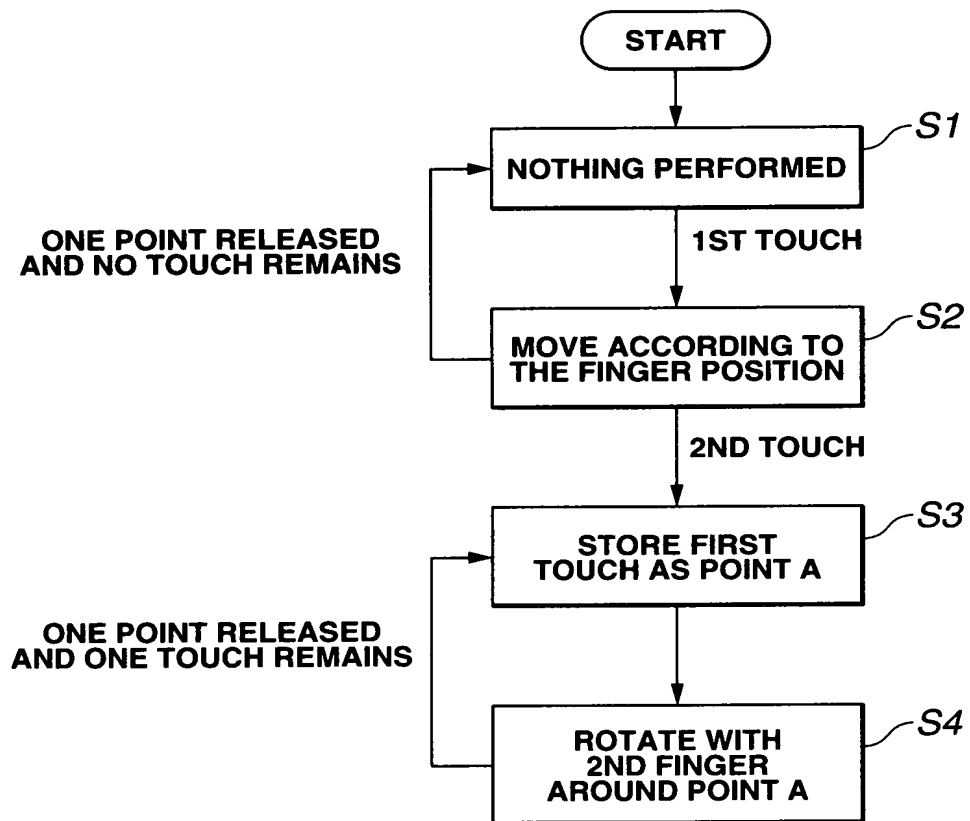 START
S1
NOTHING PERFORMED
ONE POINT RELEASED
AND NO TOUCH REMAINS
1ST TOUCH
S2
MOVE ACCORDING TO
THE FINGER POSITION
2ND TOUCH
S3
STORE FIRST
TOUCH AS POINT A
ONE POINT RELEASED
AND ONE TOUCH REMAINS
S4
ROTATE WITH
2ND FINGER
AROUND POINT A